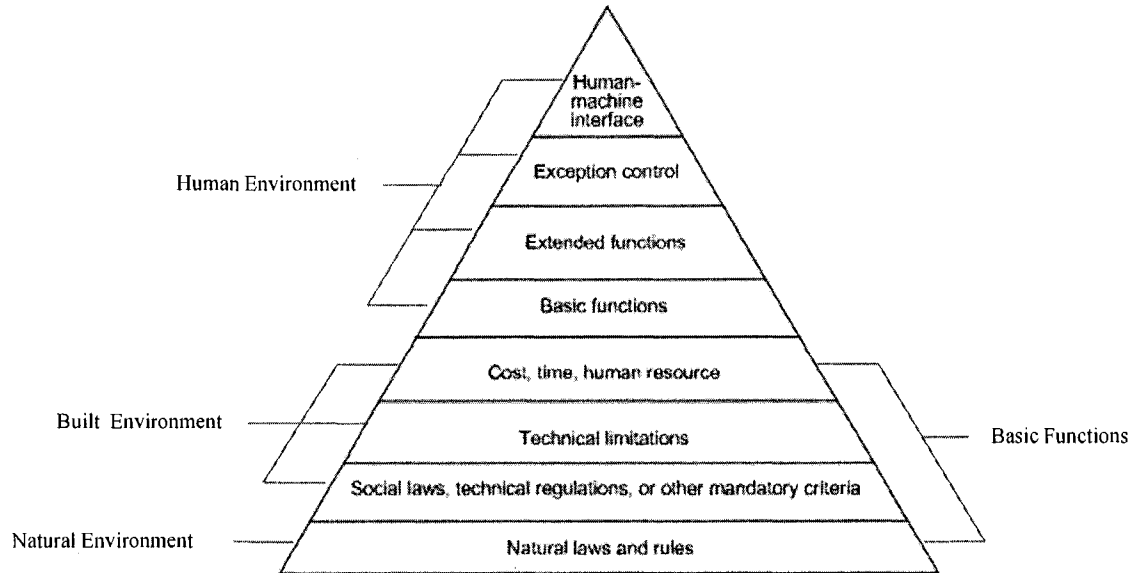 Human-
machine
interface
Exception control
Human Environment
Extended functions
Basic functions
Cost, time, human resource
Built Environment
Technical limitations
Basic Functions
Social laws, technical regulations, or other mandatory criteria
Natural Environment
Natural laws and rules